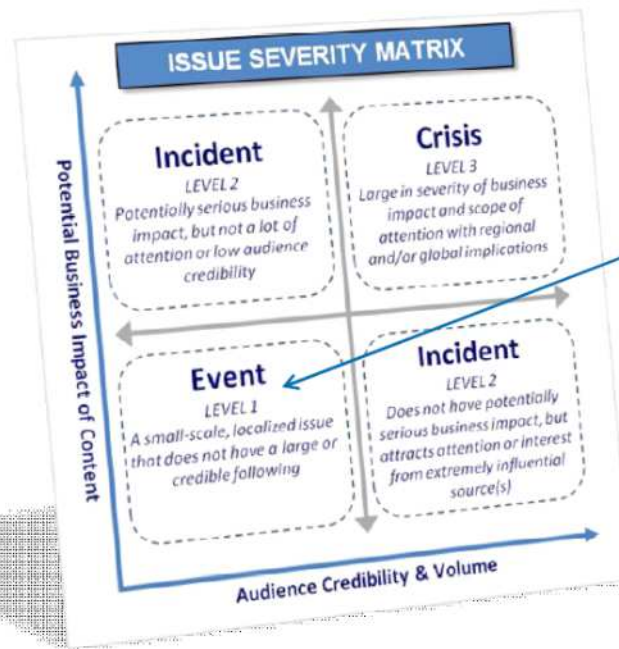 ISSUE SEVERITY MATRIX
Potential Business Impact of Content
Incident
LEVEL 2
Potentially serious business
impact, but not a lot of
attention or low audience
credibility
Crisis
LEVEL 3
Large in severity of business
impact and scope of
attention with regional
and/or global implications
Event
LEVEL 1
A small-scale, localized issue
that does not have a large or
credible following
Incident
LEVEL 2
Does not have potentially
serious business impact, but
attracts attention or interest
from extremely influential
source(s)
Audience Credibility & Volume